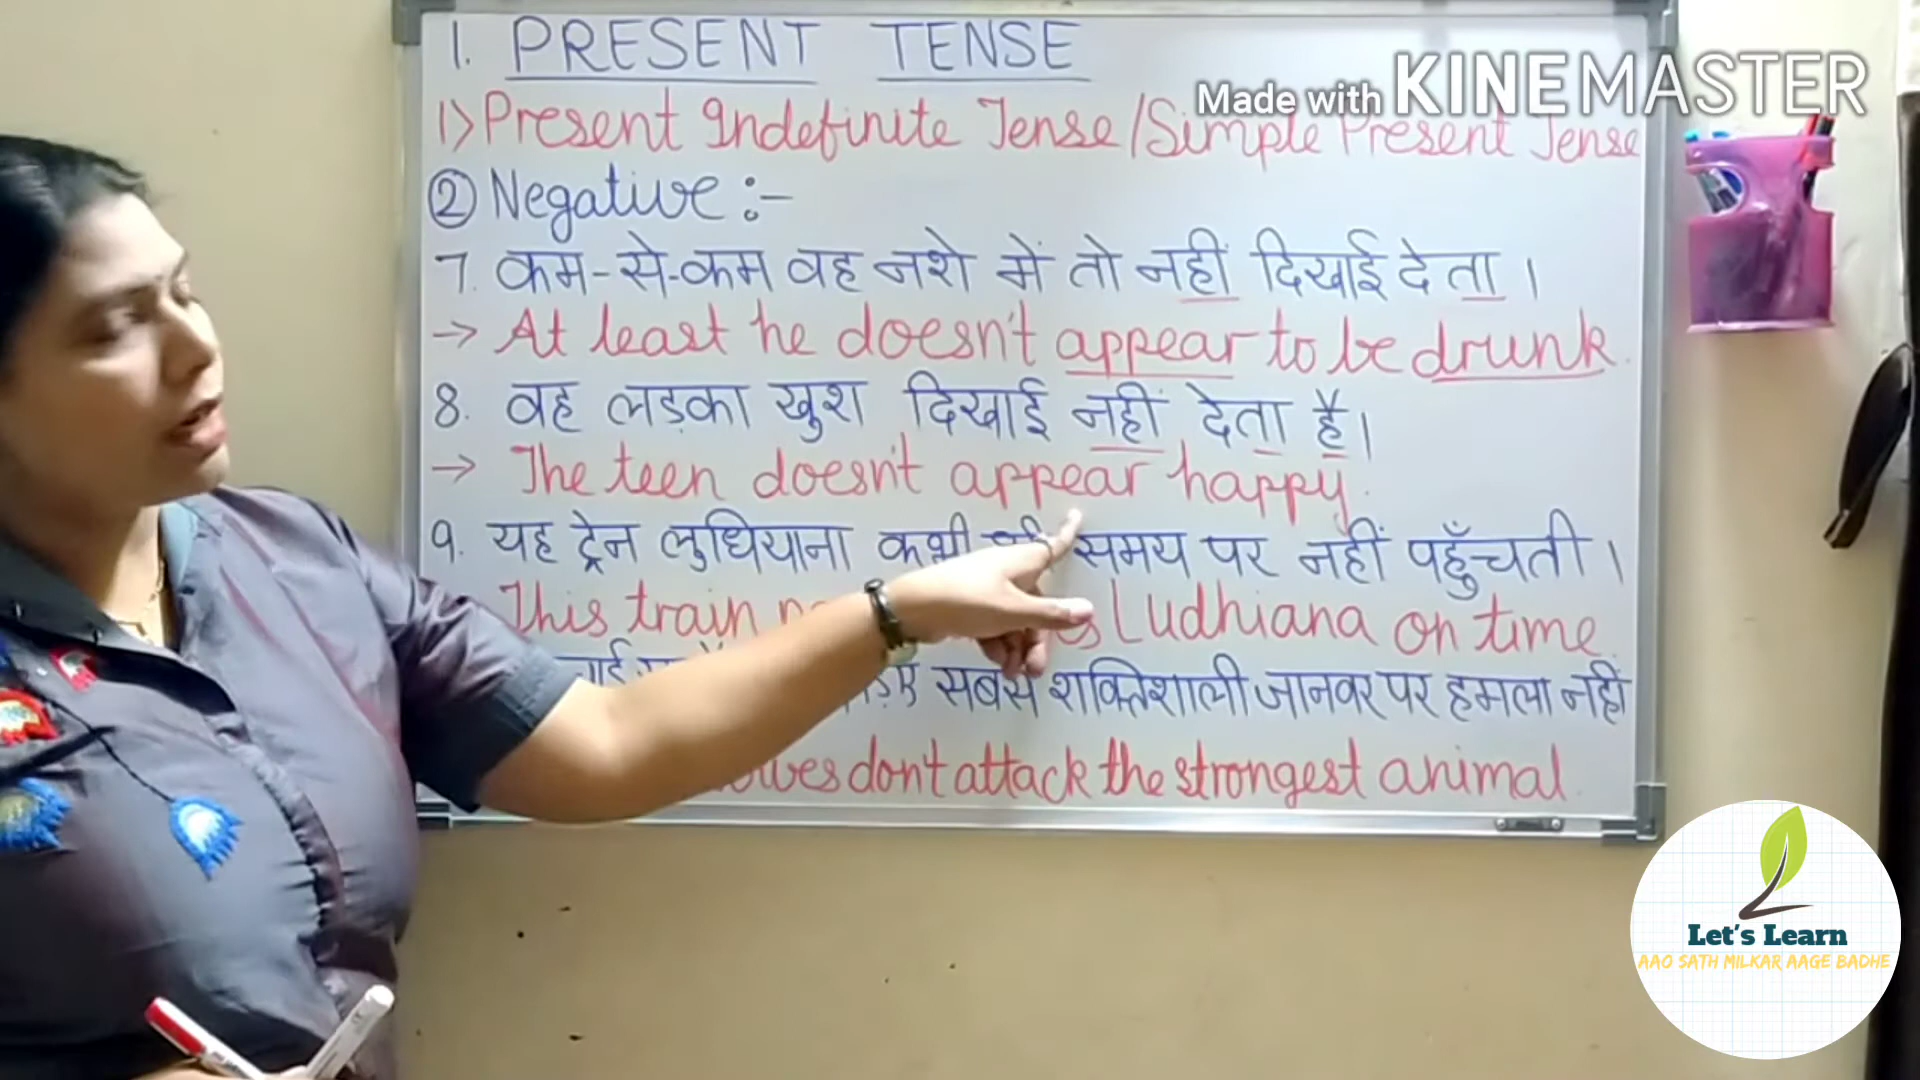 1. PRESENT TENSE
Made with KINEMASTER
1) Present Indefinite Tense/Simple Present Tense
② Negative :-
7. कम-से-कम वह नशे में तो नहीं दिखाई देता ।
→ At least he doesn't appear to be drunk.
8. वह लड़का खुश दिखाई नहीं देता है ।
→ The teen doesn't appear happy.
9. यह ट्रेन लुधियाना कभी समय पर नहीं पहुँचती ।
This train Ludhiana on time.
सबसे शक्तिशाली जानवर पर हमला नहीं
don't attack the strongest animal.
Let's Learn
AAO SATH MILKAR AAGE BADHE